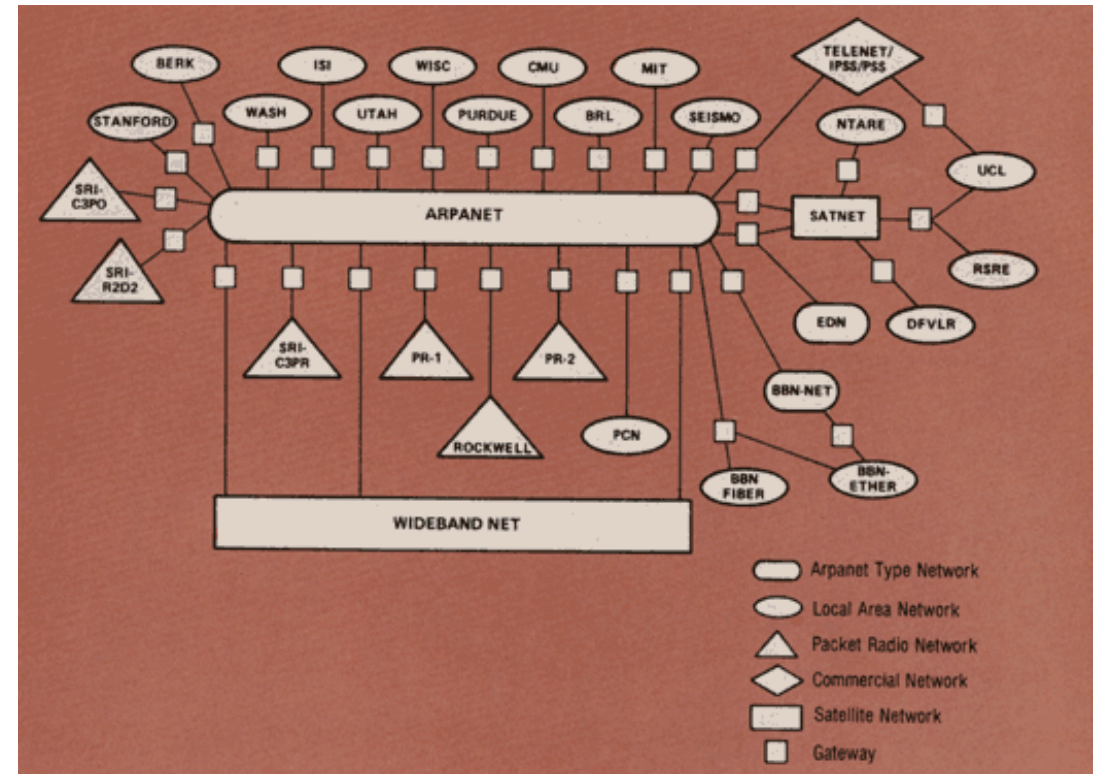 BERK
ISI
WISC
CMU
MIT
TELENET/
IPSS/PSS
STANFORD
WASH
UTAH
PURDUE
BRL
SEISMO
NTARE
UCL
SRI-
C3PO
ARPANET
SATNET
SRI-
R2D2
RSRE
EDN
DFVLR
SRI-
C3PR
PR-1
PR-2
BBN-NET
ROCKWELL
PCN
BBN
FIBER
BBN-
ETHER
WIDEBAND NET
Arpanet Type Network
Local Area Network
Packet Radio Network
Commercial Network
Satellite Network
Gateway